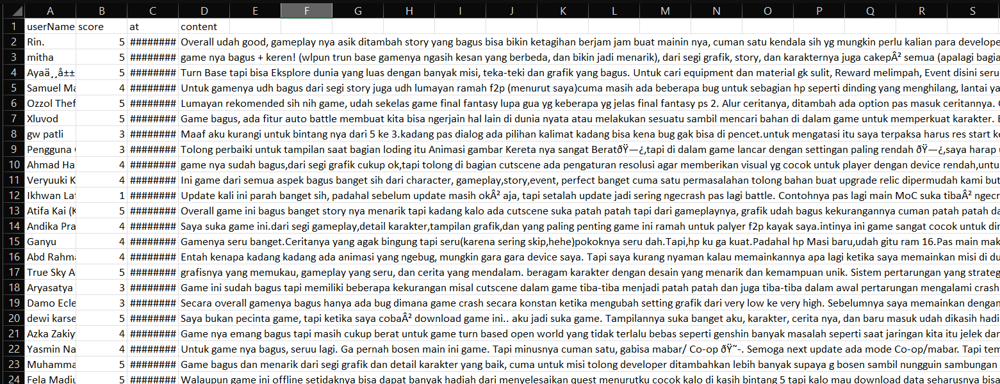 A B C D E F G H I J K L M N O P Q R S
1 userName score at content
2 Rin. 5 ######## Overall udah good, gameplay nya asik ditambah story yang bagus bisa bikin ketagihan berjam jam buat mainin nya, cuman satu kendala sih yg mungkin perlu kalian para develope
3 mitha 5 ######## game nya bagus + keren! (wlpun trun base gamenya ngasih kesan yang berbeda, dan bikin jadi menarik), dari segi grafik, story, dan karakternya juga cakepÂ² semua (apalagi bagia
4 Ayaä¸å±± 5 ######## Turn Base tapi bisa Eksplore dunia yang luas dengan banyak misi, teka-teki dan grafik yang bagus. Untuk cari equipment dan material gk sulit, Reward melimpah, Event disini seru
5 Samuel Ma 4 ######## Untuk gamenya udh bagus dari segi story juga udh lumayan ramah f2p (menurut saya)cuma masih ada beberapa bug untuk sebagian hp seperti dinding yang menghilang, lantai ya
6 Ozzol Thef 5 ######## Lumayan rekomended sih nih game, udah sekelas game final fantasy lupa gua yg keberapa yg jelas final fantasy ps 2. Alur ceritanya, ditambah ada option pas masuk ceritannya.
7 Xluvod 5 ######## Game bagus, ada fitur auto battle membuat kita bisa ngerjain hal lain di dunia nyata atau melakukan sesuatu sambil mencari bahan di dalam game untuk memperkuat karakter.
8 gw patli 3 ######## Maaf aku kurangi untuk bintang nya dari 5 ke 3.kadang pas dialog ada pilihan kalimat kadang bisa kena bug gak bisa di pencet.untuk mengatasi itu saya terpaksa harus res start ke
9 Pengguna 3 ######## Tolong perbaiki untuk tampilan saat bagian loding itu Animasi gambar Kereta nya sangat BeratðŸ—¿,tapi di dalam game lancar dengan settingan paling rendah ðŸ—¿,saya harap
10 Ahmad Ha 4 ######## game nya sudah bagus,dari segi grafik cukup ok,tapi tolong di bagian cutscene ada pengaturan resolusi agar memberikan visual yg cocok untuk player dengan device rendah,untu
11 Veryuuki K 4 ######## Ini game dari semua aspek bagus banget sih dari character, gameplay,story,event, perfect banget cuma satu permasalahan tolong bahan buat upgrade relic dipermudah kami but
12 Ikhwan Lat 1 ######## Update kali ini parah banget sih, padahal sebelum update masih okÂ² aja, tapi setalah update jadi sering ngecrash pas lagi battle. Contohnya pas lagi main MoC suka tibaÂ² ngecr
13 Atifa Kai (K 5 ######## Overall game ini bagus banget story nya menarik tapi kadang kalo ada cutscene suka patah patah tapi dari gameplaynya, grafik udah bagus kekurangannya cuman patah patah da
14 Andika Pra 4 ######## Saya suka game ini.dari segi gameplay,detail karakter,tampilan grafik,dan yang paling penting game ini ramah untuk palyer f2p kayak saya.intinya ini game sangat cocok untuk dir
15 Ganyu 4 ######## Gamenya seru banget.Ceritanya yang agak bingung tapi seru(karena sering skip,hehe)pokoknya seru dah.Tapi,hp ku ga kuat.Padahal hp Masi baru,udah gitu ram 16.Pas main mak
16 Abd Rahma 4 ######## Entah kenapa kadang kadang ada animasi yang ngebug, mungkin gara gara device saya. Tapi saya kurang nyaman kalau memainkannya apa lagi ketika saya memainkan misi di du
17 True Sky A 5 ######## grafisnya yang memukau, gameplay yang seru, dan cerita yang mendalam. beragam karakter dengan desain yang menarik dan kemampuan unik. Sistem pertarungan yang strateg
18 Aryasatya 3 ######## Game ini sudah bagus tapi memiliki beberapa kekurangan misal cutscene dalam game tiba-tiba menjadi patah patah dan juga tiba-tiba dalam awal pertarungan mengalami crash
19 Damo Ecle 3 ######## Secara overall gamenya bagus hanya ada bug dimana game crash secara konstan ketika mengubah setting grafik dari very low ke very high. Sebelumnya saya memainkan dengan
20 dewi karse 5 ######## Saya bukan pecinta game, tapi ketika saya cobaÂ² download game ini.. aku jadi suka game. Tampilannya suka banget aku, karakter, cerita nya, dan baru masuk udah dikasih hadi
21 Azka Zakiy 4 ######## Game nya emang bagus tapi masih cukup berat untuk game turn based open world yang tidak terlalu bebas seperti genshin banyak masalah seperti saat jaringan kita itu jelek dan
22 Yasmin Na 4 ######## Untuk game nya bagus, seruu lagi. Ga pernah bosen main ini game. Tapi minusnya cuman satu, gabisa mabar/ Co-op ðŸ˜-. Semoga next update ada mode Co-op/mabar. Tapi tem
23 Muhamma 5 ######## Game bagus dan menarik dari segi grafik dan detail karakter yang baik, cuma untuk misi tolong developer ditambahkan lebih banyak supaya g bosen sambil nungguin sambungan
24 Fela Madiu 5 ######## Walaupun game ini offline setidaknya bisa dapat banyak hadiah dari menyelesaikan quest menurutku cocok kalo di kasih bintang 5 tapi kalo mau download data seharusnya bisa